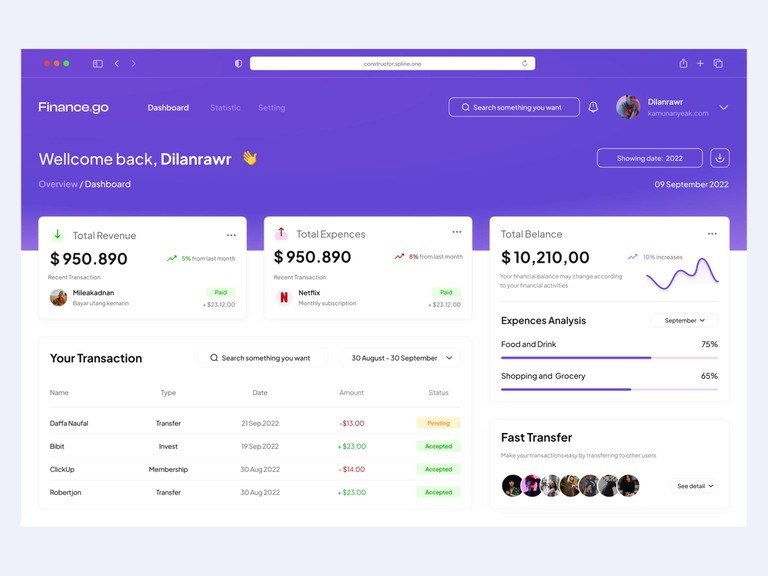 constructor.spline.one
Finance.go
Dashboard
Statistic
Setting
Search something you want
Dilanrawr
kamunanyeak.com
Wellcome back, Dilanrawr 👋
Showing date: 2022
Overview / Dashboard
09 September 2022
Total Revenue
$ 950.890
5% from last month
Recent Transaction
Mileakadnan
Bayar utang kemarin
Paid
+ $23.12.00
Total Expences
$ 950.890
8% from last month
Recent Transaction
Netflix
Monthly subscription
Paid
+ $23.12.00
Total Belance
$ 10,210,00
10% increases
Your financial balance may change according
to your financial activities
Expences Analysis
September
Food and Drink
75%
Shopping and Grocery
65%
Your Transaction
Search something you want
30 August - 30 September
Name Type Date Amount Status
Daffa Naufal Transfer 21 Sep 2022 -$13.00 Pending
Bibit Invest 19 Sep 2022 + $23.00 Accepted
ClickUp Membership 30 Aug 2022 - $14.00 Accepted
Robertjon Transfer 30 Aug 2022 + $23.00 Accepted
Fast Transfer
Make your transactions easy by transferring to other users
See detail